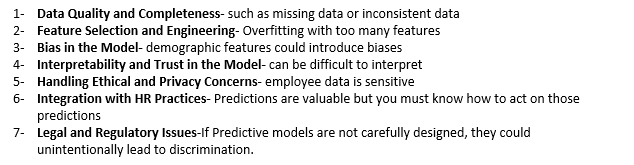 1- Data Quality and Completeness- such as missing data or inconsistent data
2- Feature Selection and Engineering- Overfitting with too many features
3- Bias in the Model- demographic features could introduce biases
4- Interpretability and Trust in the Model- can be difficult to interpret
5- Handling Ethical and Privacy Concerns- employee data is sensitive
6- Integration with HR Practices- Predictions are valuable but you must know how to act on those
predictions
7- Legal and Regulatory Issues-If Predictive models are not carefully designed, they could
unintentionally lead to discrimination.